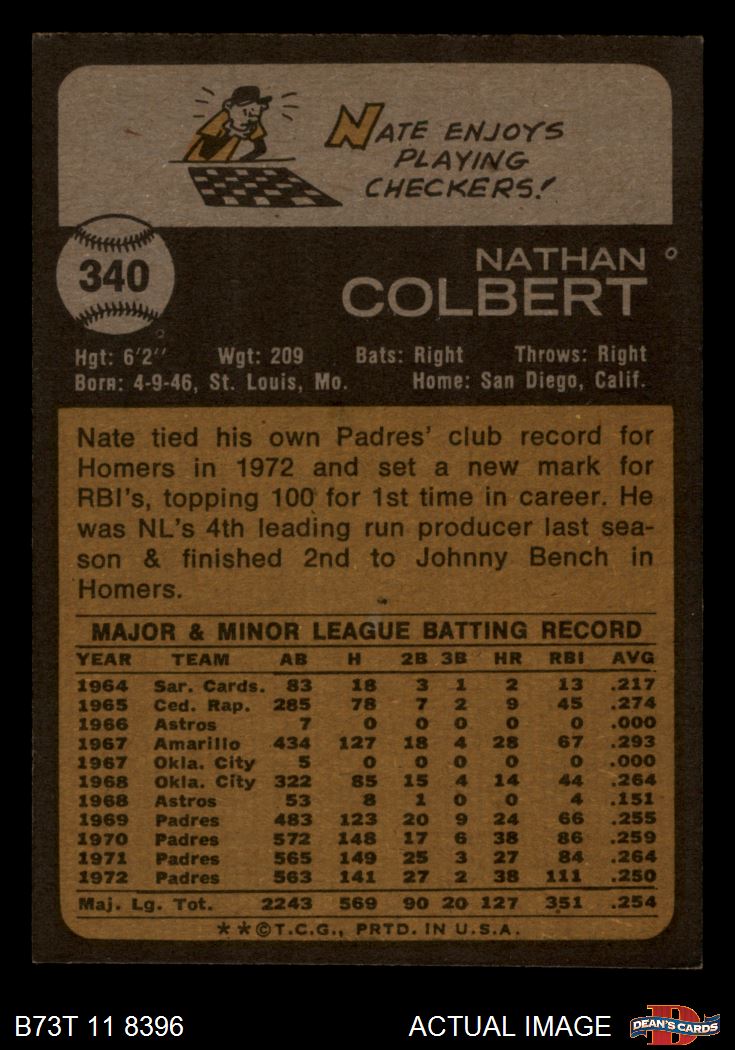 NATE ENJOYS
PLAYING
CHECKERS!
340
NATHAN
COLBERT
Hgt: 6'2'' Wgt: 209 Bats: Right Throws: Right
Born: 4-9-46, St. Louis, Mo. Home: San Diego, Calif.
Nate tied his own Padres' club record for
Homers in 1972 and set a new mark for
RBI's, topping 100 for 1st time in career. He
was NL's 4th leading run producer last sea-
son & finished 2nd to Johnny Bench in
Homers.
MAJOR & MINOR LEAGUE BATTING RECORD
YEAR TEAM AB H 2B 3B HR RBI AVG
1964 Sar. Cards. 83 18 3 1 2 13 .217
1965 Ced. Rap. 285 78 7 2 9 45 .274
1966 Astros 7 0 0 0 0 0 .000
1967 Amarillo 434 127 18 4 28 67 .293
1967 Okla. City 5 0 0 0 0 0 .000
1968 Okla. City 322 85 15 4 14 44 .264
1968 Astros 53 8 1 0 0 4 .151
1969 Padres 483 123 20 9 24 66 .255
1970 Padres 572 148 17 6 38 86 .259
1971 Padres 565 149 25 3 27 84 .264
1972 Padres 563 141 27 2 38 111 .250
Maj. Lg. Tot. 2243 569 90 20 127 351 .254
**©T.C.G., PRTD. IN U.S.A.
B73T 11 8396 ACTUAL IMAGE D DEAN'S CARDS